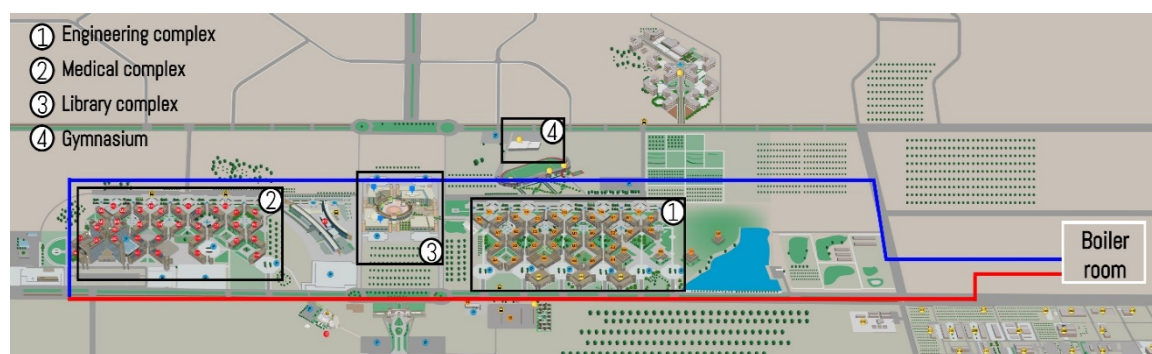 1 Engineering complex
2 Medical complex
3 Library complex
4 Gymnasium
4
2
1
3
Boiler
room